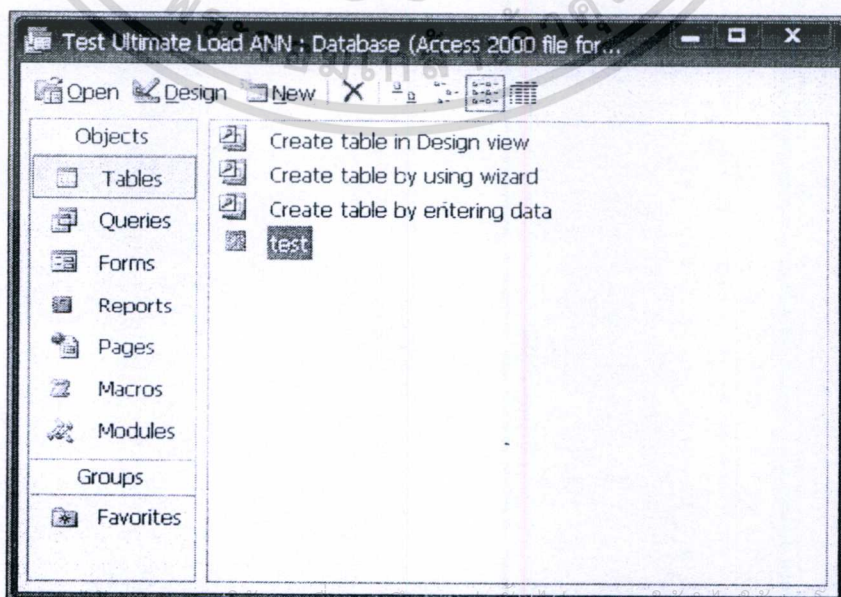 Test Ultimate Load ANN : Database (Access 2000 file for...
Open Design New
Objects
Tables
Queries
Forms
Reports
Pages
Macros
Modules
Groups
Favorites
Create table in Design view
Create table by using wizard
Create table by entering data
test